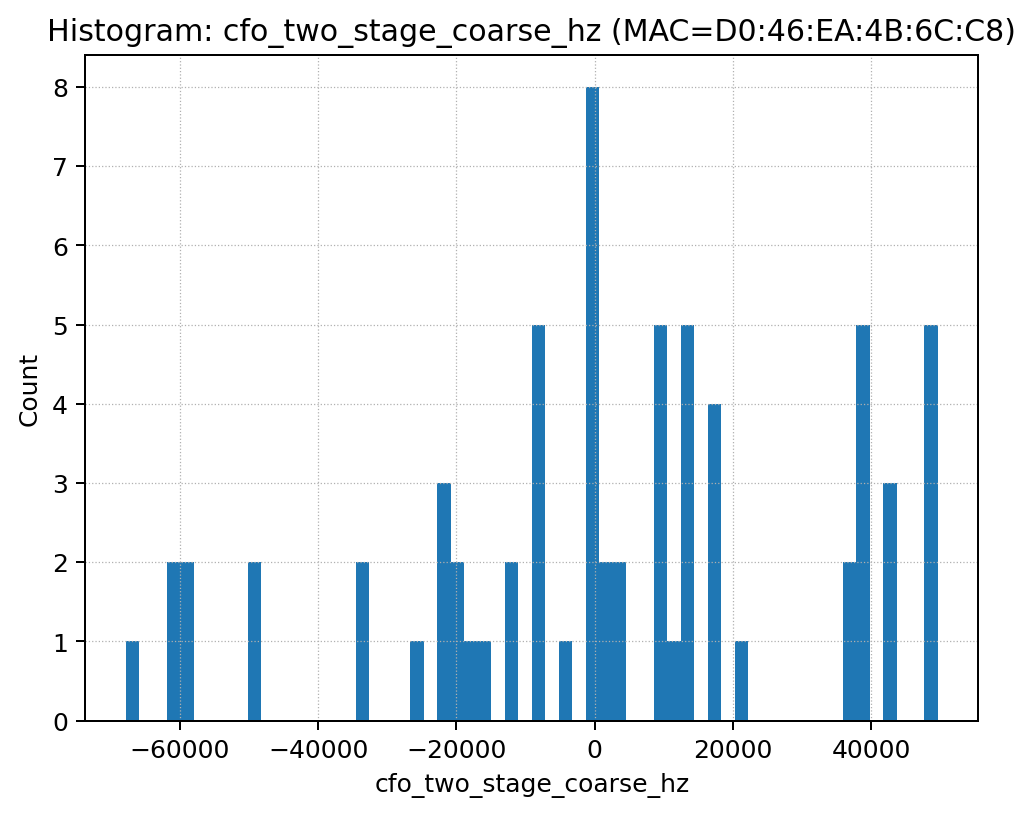 Histogram: cfo_two_stage_coarse_hz (MAC=D0:46:EA:4B:6C:C8)
8
7
6
5
4
3
2
1
0
Count
−60000 −40000 −20000 0 20000 40000
cfo_two_stage_coarse_hz